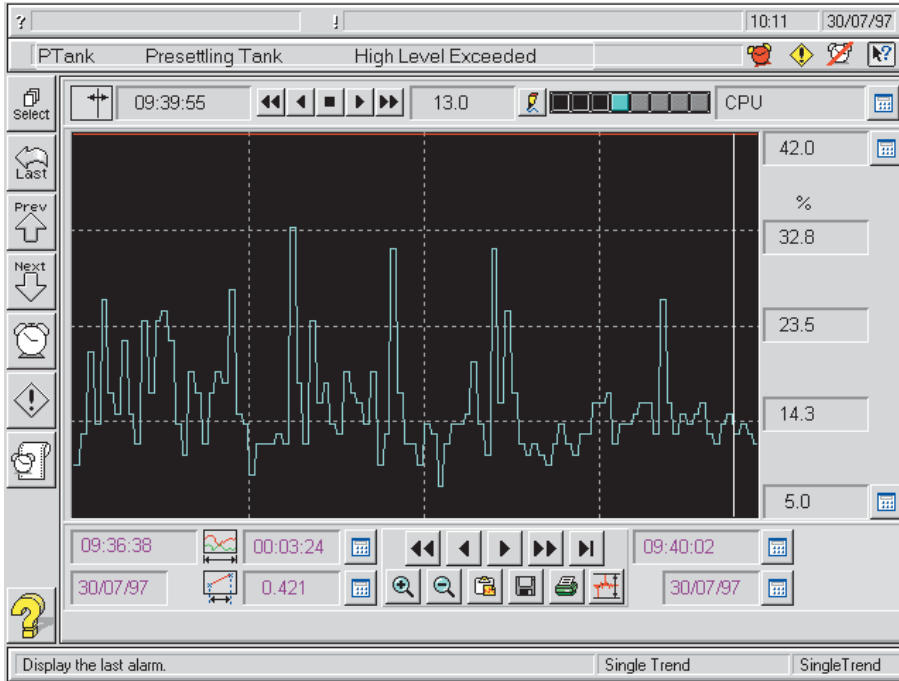 ? ! 10:11 30/07/97
PTank Presettling Tank High Level Exceeded ?
Select 09:39:55 13.0 CPU
Last
Prev
Next
42.0
%
32.8
23.5
14.3
5.0
09:36:38 00:03:24 09:40:02
30/07/97 0.421 30/07/97
Display the last alarm. Single Trend SingleTrend